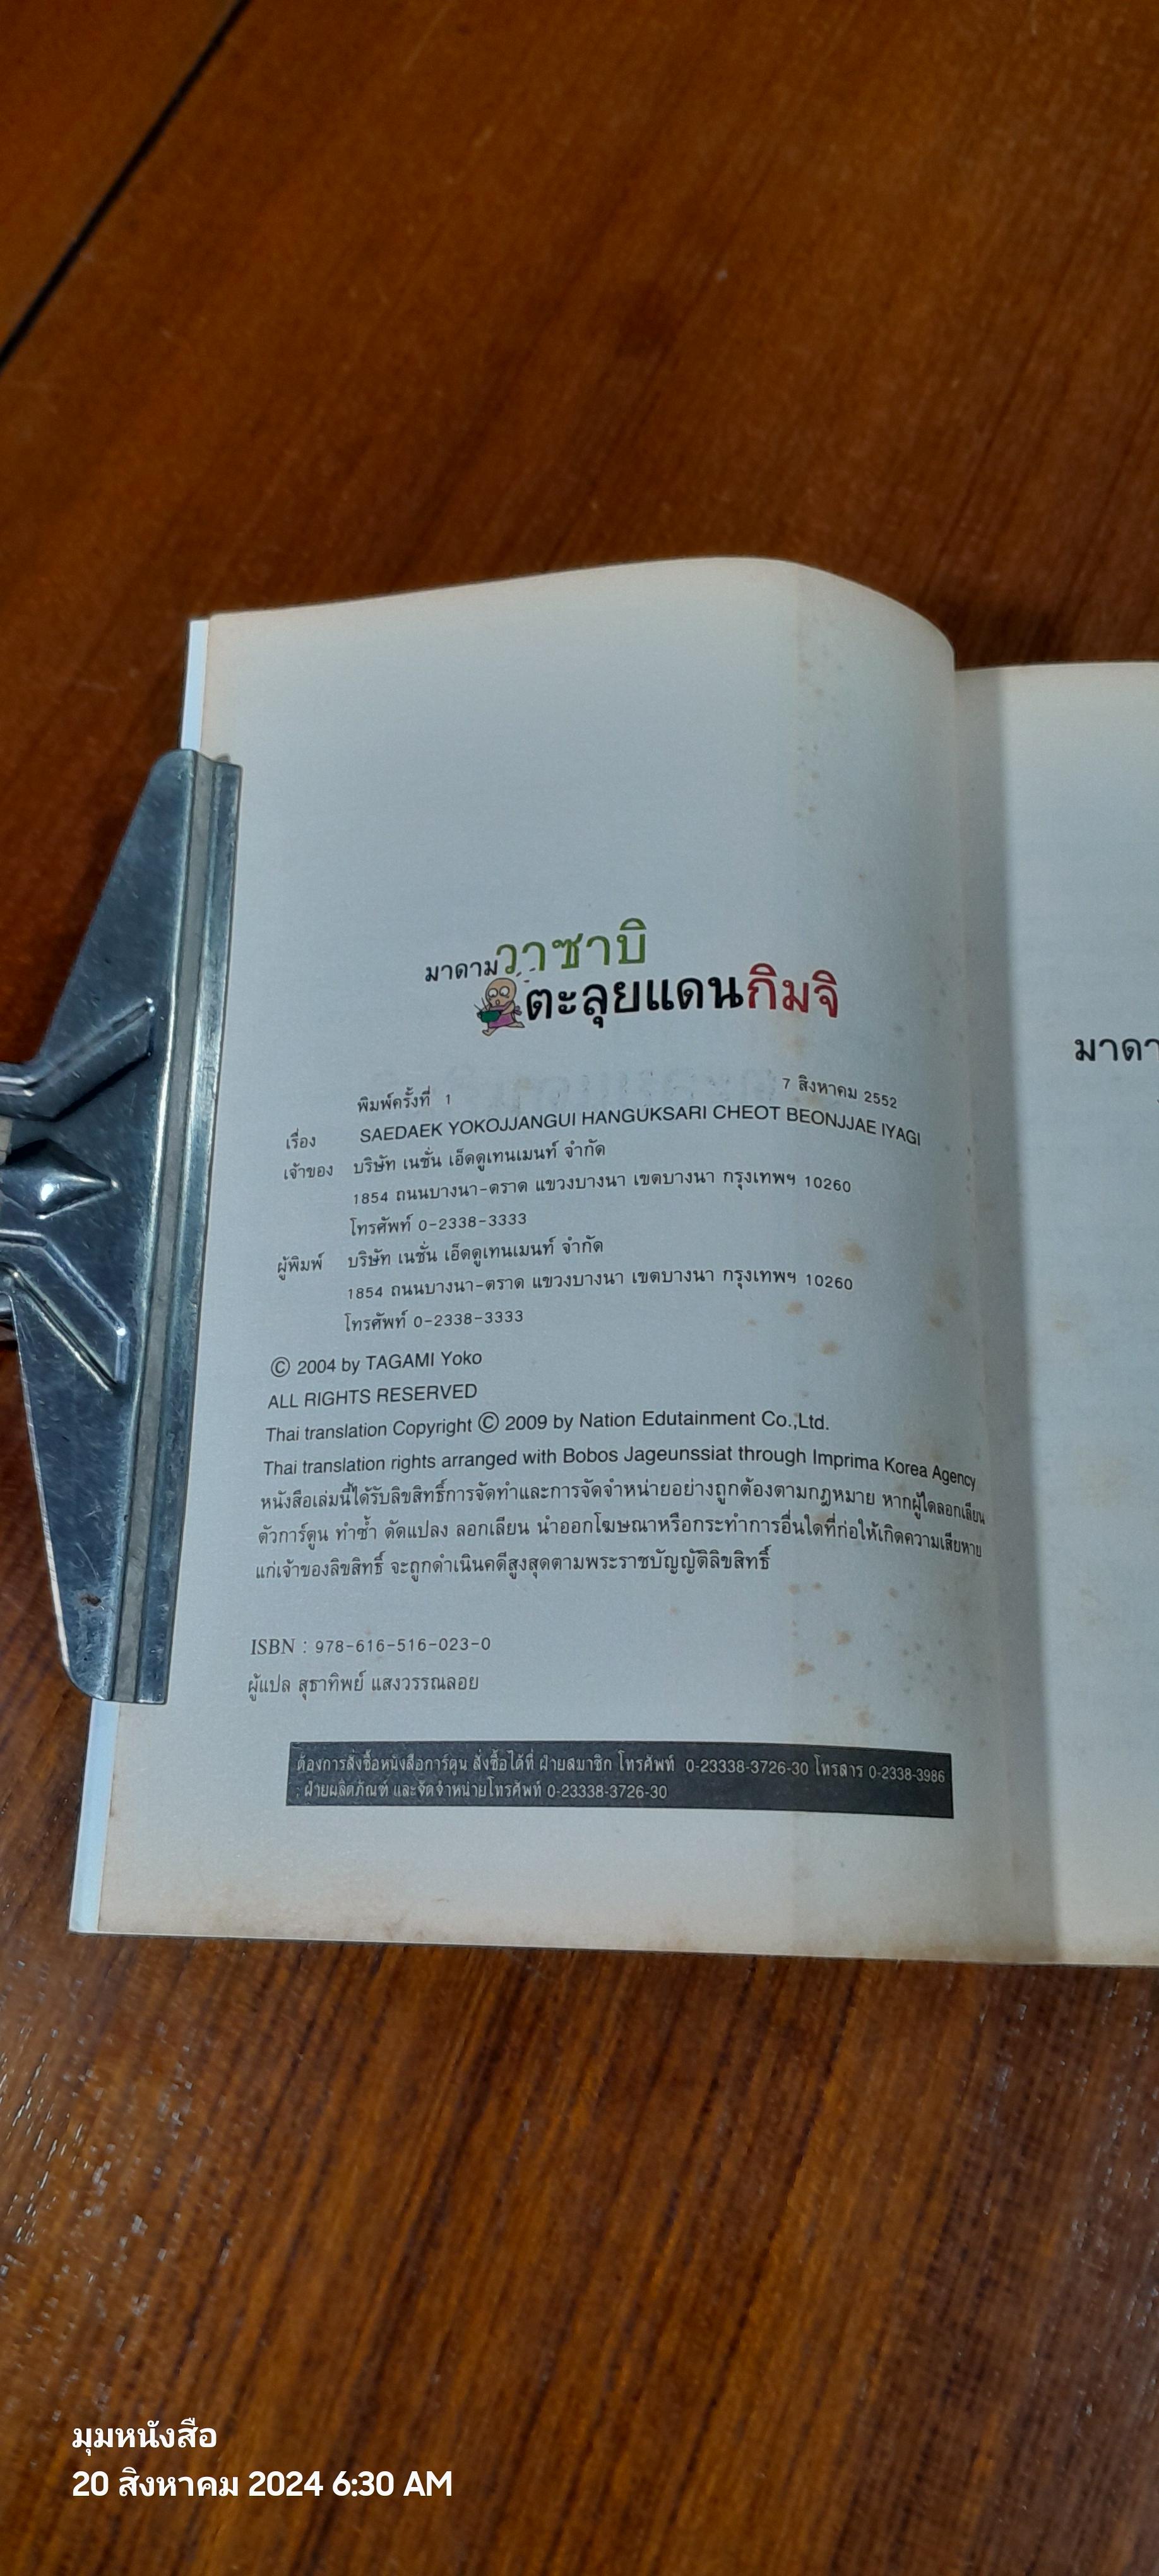 มาดามวาซาบิ
ตะลุยแดนกิมจิ
พิมพ์ครั้งที่ 1 7 สิงหาคม 2552
เรื่อง SAEDAEK YOKOJJANGUI HANGUKSARI CHEOT BEONJJAE IYAGI
เจ้าของ บริษัท เนชั่น เอ็ดดูเทนเมนท์ จำกัด
1854 ถนนบางนา-ตราด แขวงบางนา เขตบางนา กรุงเทพฯ 10260
โทรศัพท์ 0-2338-3333
ผู้พิมพ์ บริษัท เนชั่น เอ็ดดูเทนเมนท์ จำกัด
1854 ถนนบางนา-ตราด แขวงบางนา เขตบางนา กรุงเทพฯ 10260
โทรศัพท์ 0-2338-3333
© 2004 by TAGAMI Yoko
ALL RIGHTS RESERVED
Thai translation Copyright © 2009 by Nation Edutainment Co.,Ltd.
Thai translation rights arranged with Bobos Jageunssiat through Imprima Korea Agency
หนังสือเล่มนี้ได้รับลิขสิทธิ์การจัดทำและการจัดจำหน่ายอย่างถูกต้องตามกฎหมาย หากผู้ใดลอกเลียน
ตัวการ์ตูน ทำซ้ำ ดัดแปลง ลอกเลียน นำออกโฆษณาหรือกระทำการอื่นใดที่ก่อให้เกิดความเสียหาย
แก่เจ้าของลิขสิทธิ์ จะถูกดำเนินคดีสูงสุดตามพระราชบัญญัติลิขสิทธิ์
ISBN : 978-616-516-023-0
ผู้แปล สุธาทิพย์ แสงวรรณลอย
ต้องการสั่งซื้อหนังสือการ์ตูน สั่งซื้อได้ที่ ฝ่ายสมาชิก โทรศัพท์ 0-23338-3726-30 โทรสาร 0-2338-3986
; ฝ่ายผลิตภัณฑ์ และจัดจำหน่ายโทรศัพท์ 0-23338-3726-30
มาดา
มุมหนังสือ
20 สิงหาคม 2024 6:30 AM